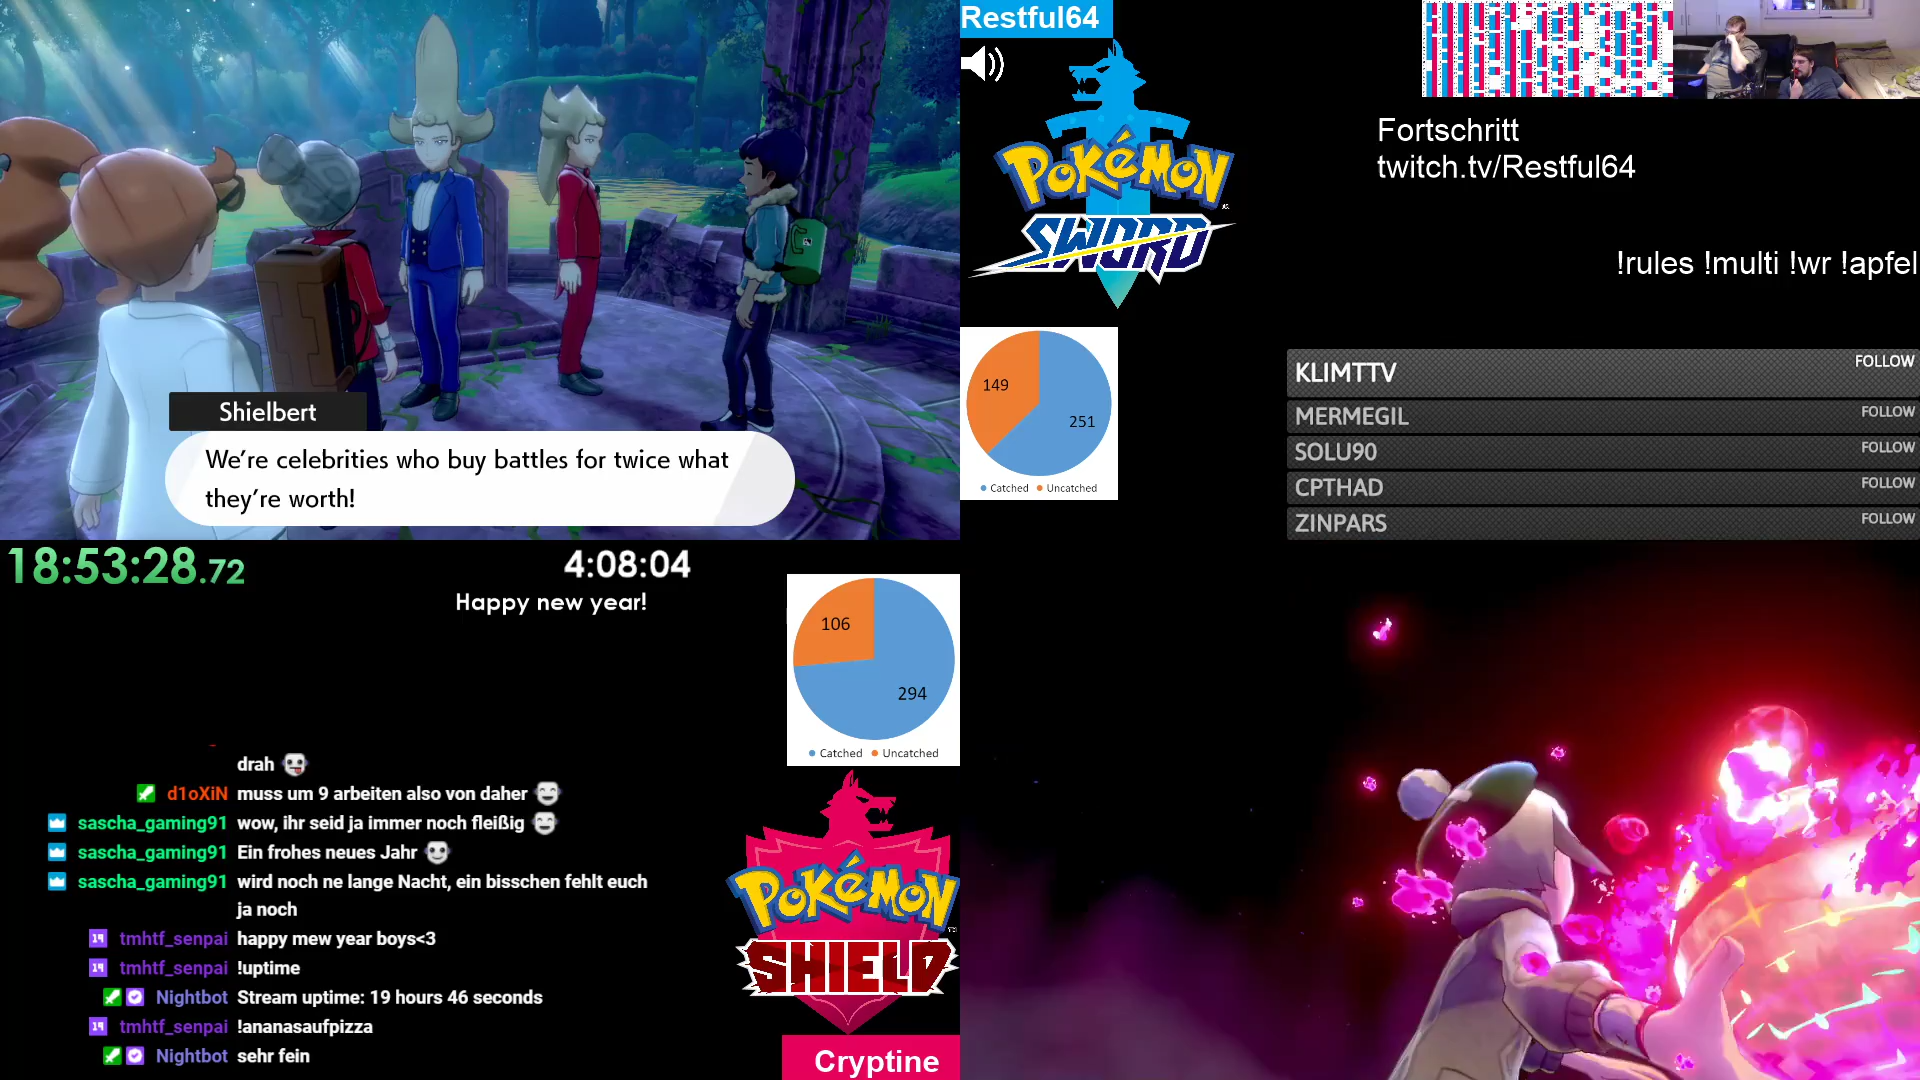 Shielbert
We're celebrities who buy battles for twice what
they're worth!
Restful64
POKÉMON
SWORD
Fortschritt
twitch.tv/Restful64
!rules !multi !wr !apfel
149
251
Catched Uncatched
KLIMTTV FOLLOW
MERMEGIL FOLLOW
SOLU90 FOLLOW
CPTHAD FOLLOW
ZINPARS FOLLOW
18:53:28.72
4:08:04
Happy new year!
106
294
Catched Uncatched
drah
d1oXiN muss um 9 arbeiten also von daher
sascha_gaming91 wow, ihr seid ja immer noch fleißig
sascha_gaming91 Ein frohes neues Jahr
sascha_gaming91 wird noch ne lange Nacht, ein bisschen fehlt euch
ja noch
tmhtf_senpai happy mew year boys<3
tmhtf_senpai !uptime
Nightbot Stream uptime: 19 hours 46 seconds
tmhtf_senpai !ananasaufpizza
Nightbot sehr fein
POKÉMON
SHIELD
Cryptine